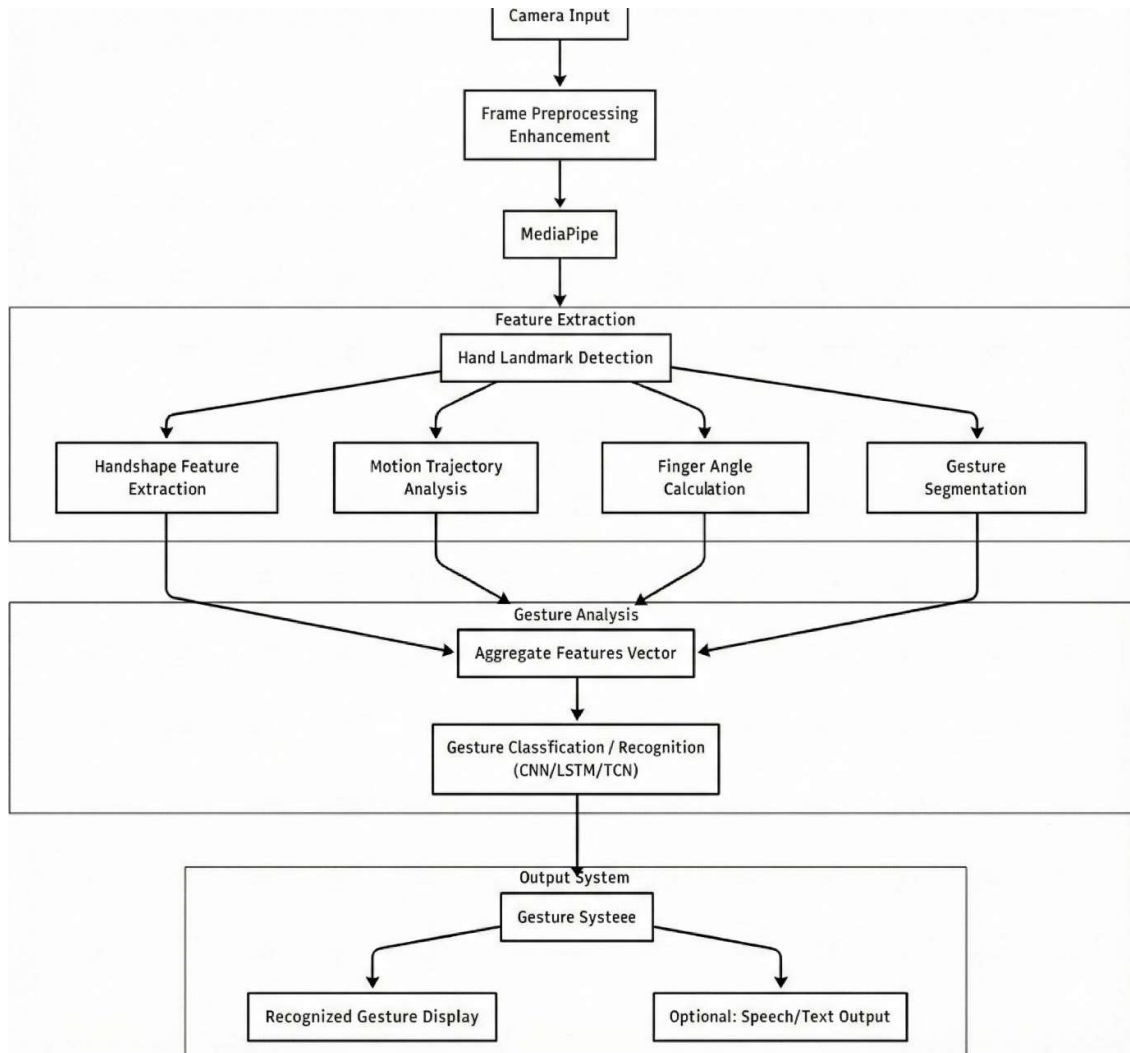 Camera Input
Frame Preprocessing
Enhancement
MediaPipe
Feature Extraction
Hand Landmark Detection
Handshape Feature
Extraction
Motion Trajectory
Analysis
Finger Angle
Calculation
Gesture
Segmentation
Gesture Analysis
Aggregate Features Vector
Gesture Classification / Recognition
(CNN/LSTM/TCN)
Output System
Gesture Systeee
Recognized Gesture Display
Optional: Speech/Text Output